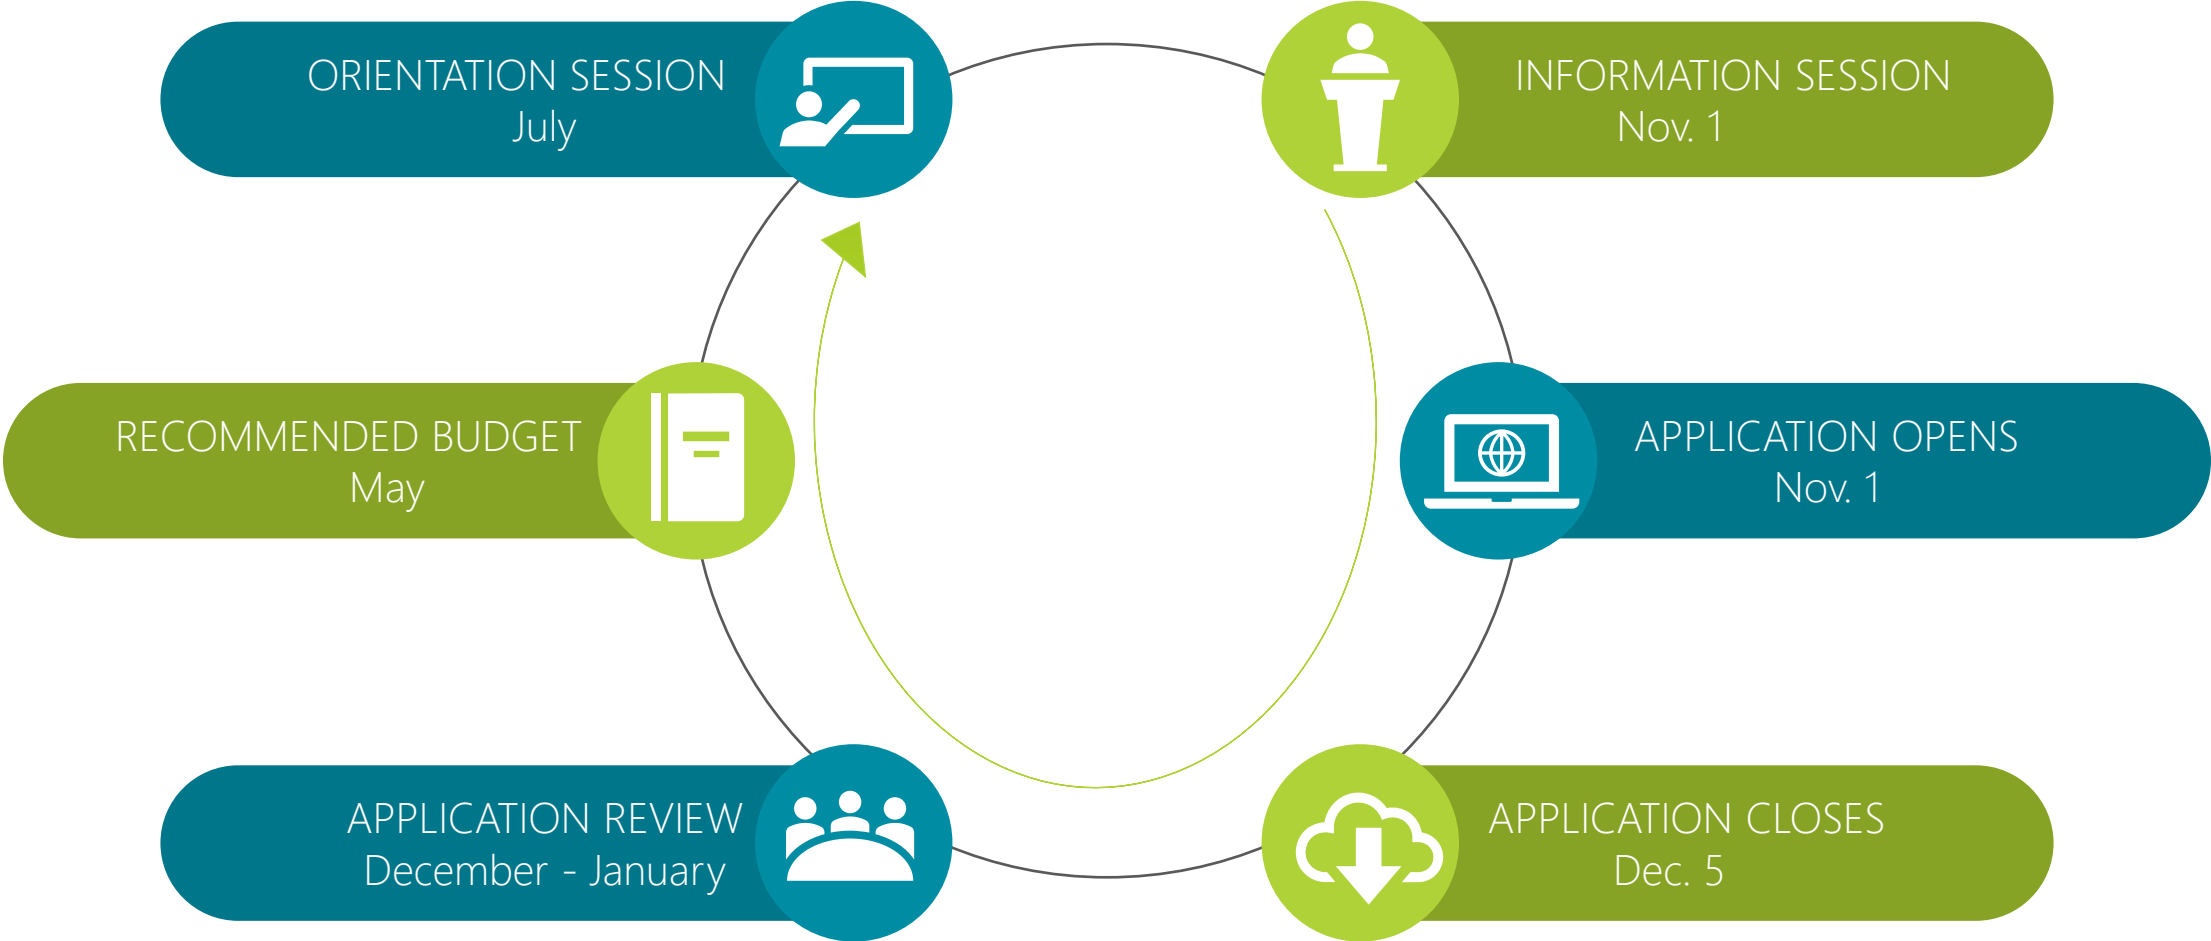 ORIENTATION SESSION
July
INFORMATION SESSION
Nov. 1
RECOMMENDED BUDGET
May
APPLICATION OPENS
Nov. 1
APPLICATION REVIEW
December - January
APPLICATION CLOSES
Dec. 5